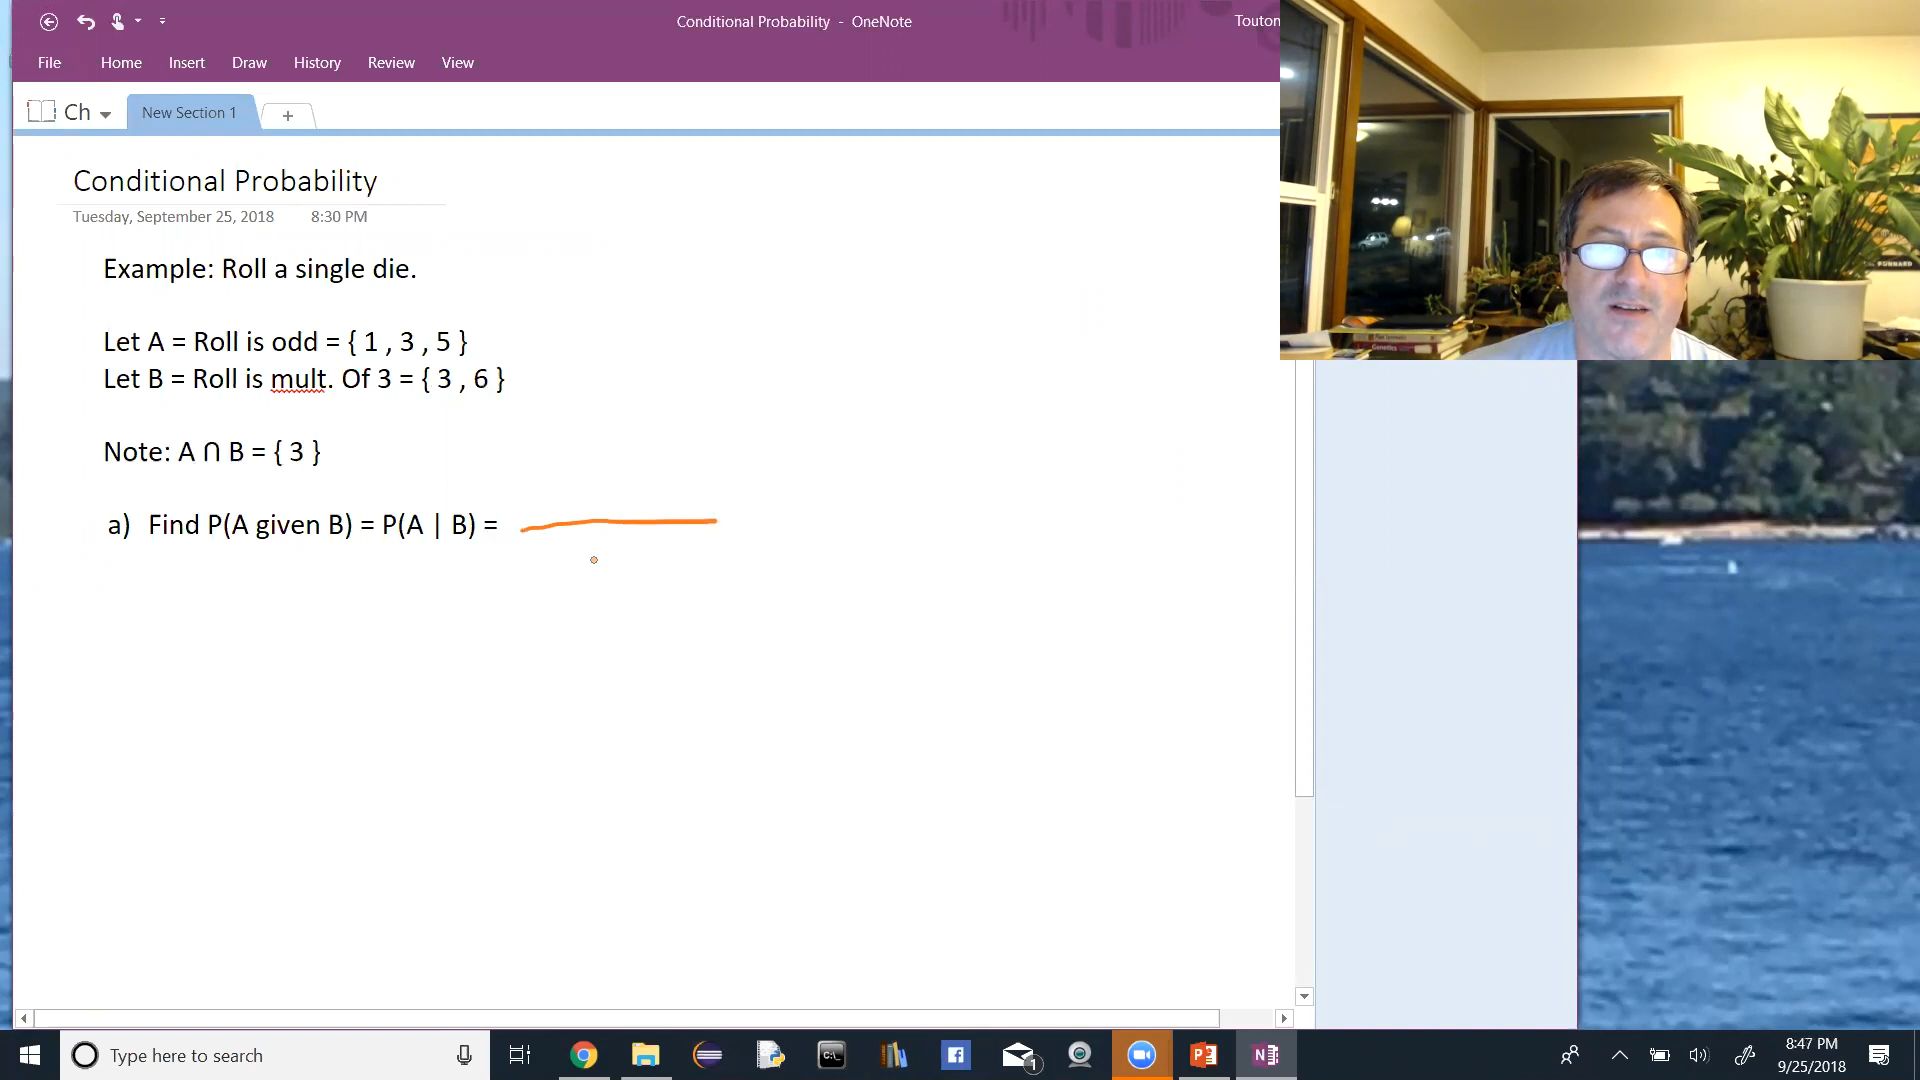 Conditional Probability - OneNote
Touton
File Home Insert Draw History Review View
Ch New Section 1 +
Conditional Probability
Tuesday, September 25, 2018 8:30 PM
Example: Roll a single die.
Let A = Roll is odd = { 1 , 3 , 5 }
Let B = Roll is mult. Of 3 = { 3 , 6 }
Note: A ∩ B = { 3 }
a) Find P(A given B) = P(A | B) =
Genetics
Type here to search
1
8:47 PM
9/25/2018